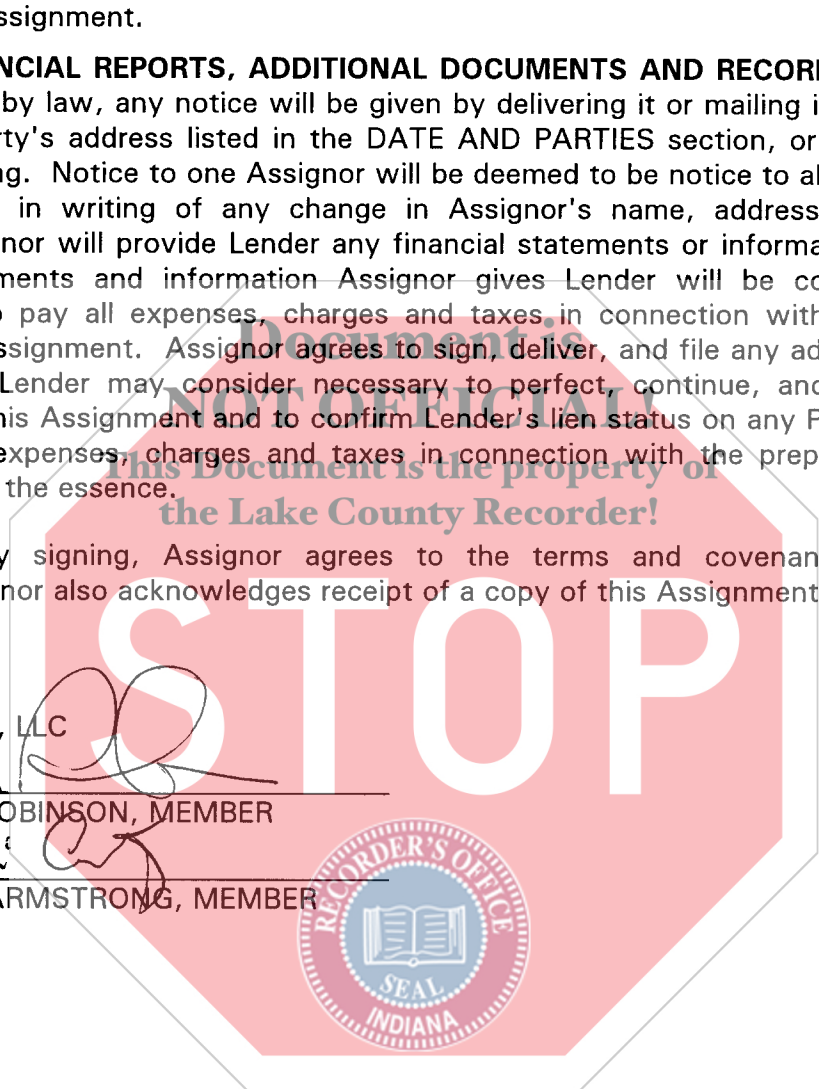 ssignment.
NCIAL REPORTS, ADDITIONAL DOCUMENTS AND RECOR
by law, any notice will be given by delivering it or mailing i
rty's address listed in the DATE AND PARTIES section, or
ng. Notice to one Assignor will be deemed to be notice to al
in writing of any change in Assignor's name, address
nor will provide Lender any financial statements or informa
ments and information Assignor gives Lender will be co
pay all expenses, charges and taxes in connection with
Document is
ssignment. Assignor agrees to sign, deliver, and file any ad
Lender may consider necessary to perfect, continue, and
NOT OFFICIAL!
his Assignment and to confirm Lender's lien status on any P
expenses, charges and taxes in connection with the prep
This Document is the property of
the essence.
the Lake County Recorder!
y signing, Assignor agrees to the terms and covenan
nor also acknowledges receipt of a copy of this Assignment
STOP
, LLC
OBINSON, MEMBER
ARMSTRONG, MEMBER
RECORDER'S OFFICE
SEAL
INDIANA